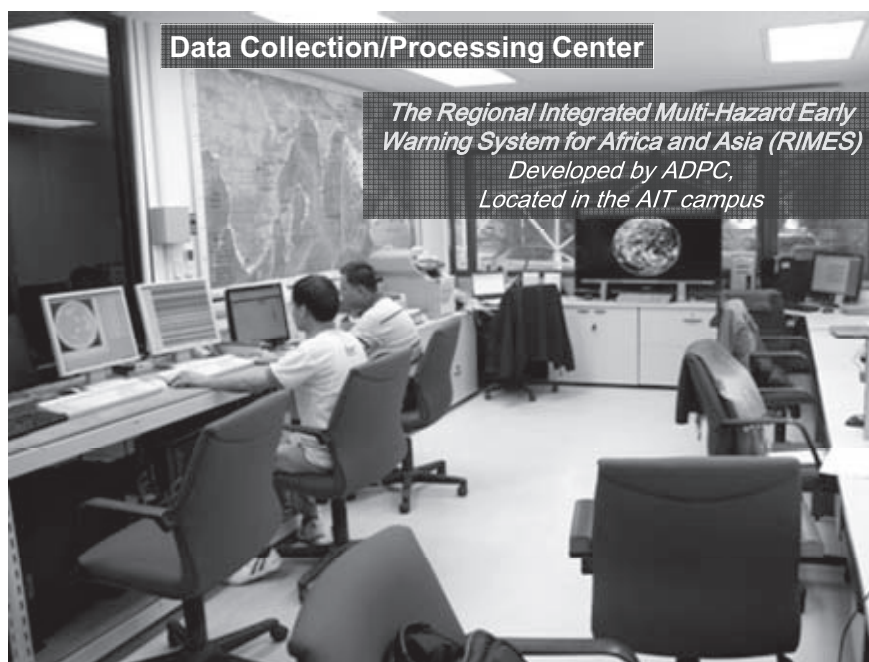 Data Collection/Processing Center
The Regional Integrated Multi-Hazard Early
Warning System for Africa and Asia (RIMES)
Developed by ADPC,
Located in the AIT campus